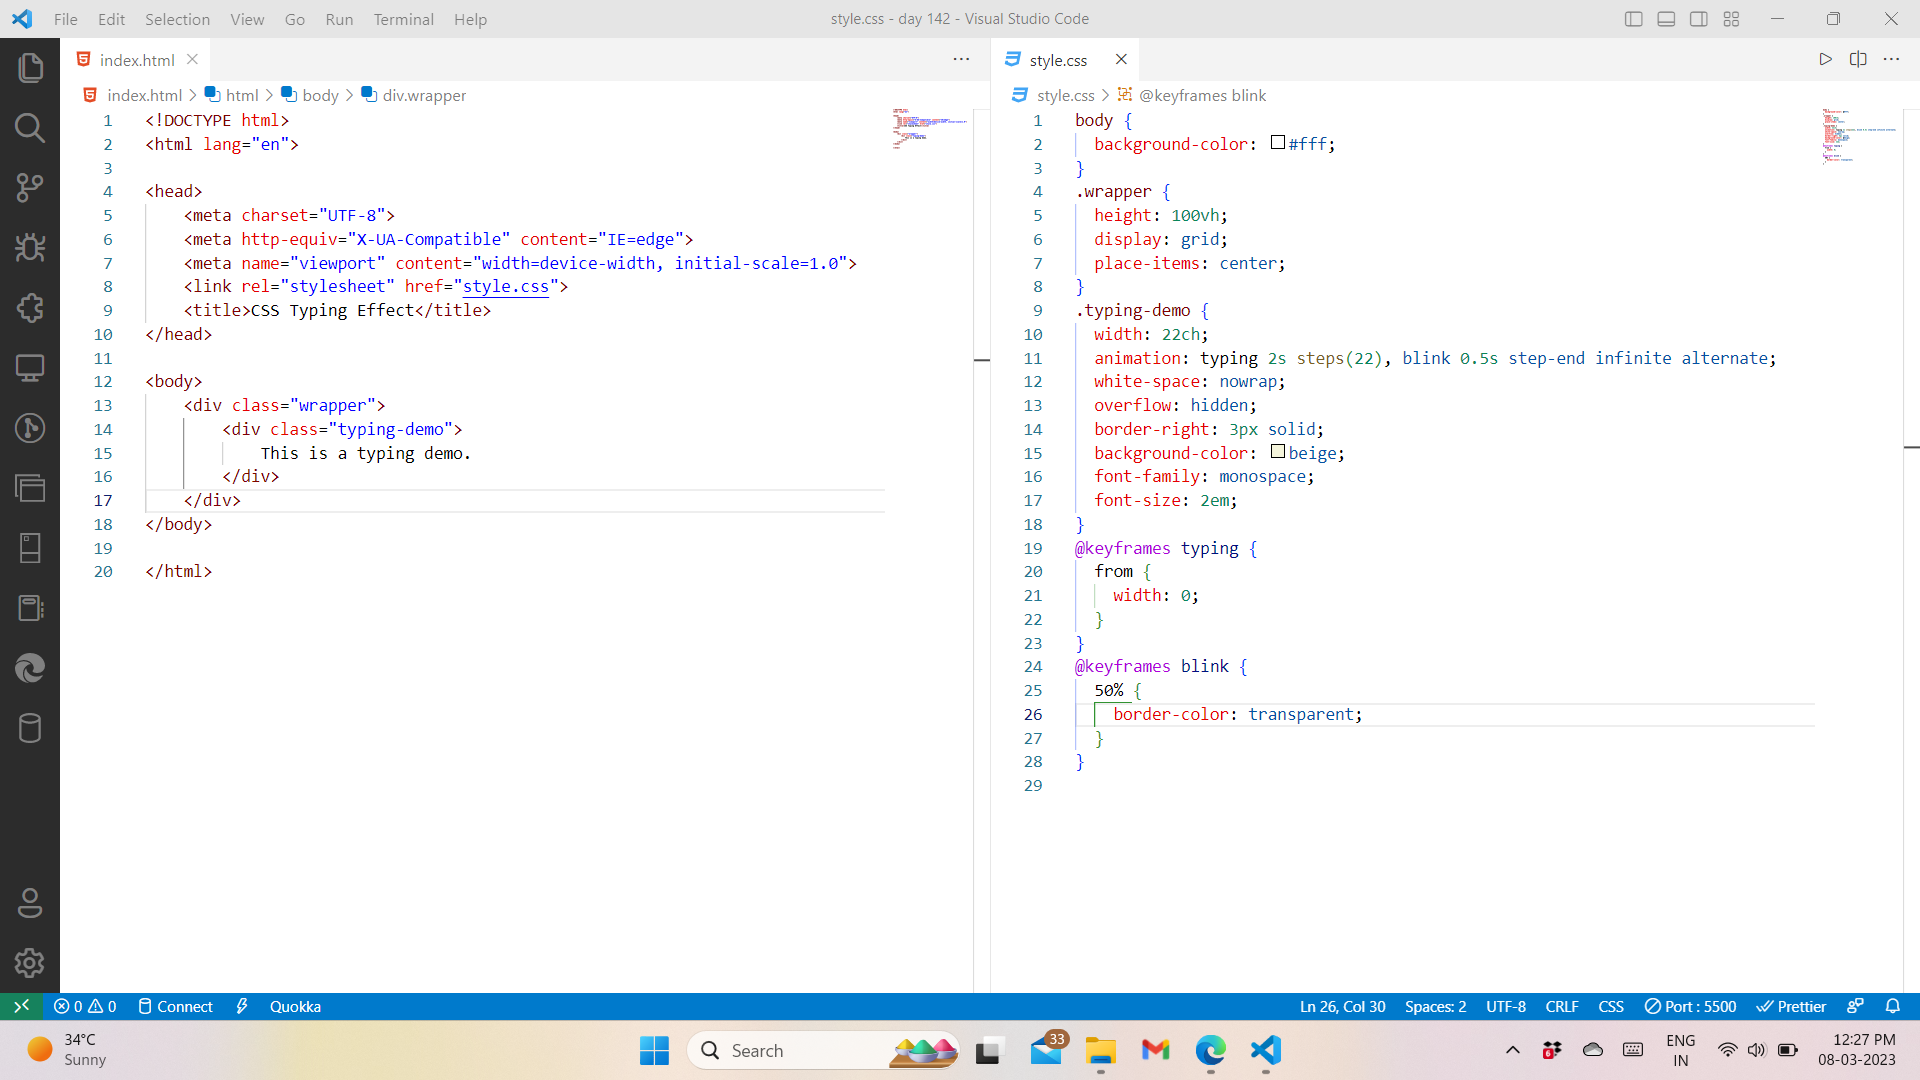 File Edit Selection View Go Run Terminal Help
style.css - day 142 - Visual Studio Code
index.html
index.html > html > body > div.wrapper
1 <!DOCTYPE html>
2 <html lang="en">
3
4 <head>
5 <meta charset="UTF-8">
6 <meta http-equiv="X-UA-Compatible" content="IE=edge">
7 <meta name="viewport" content="width=device-width, initial-scale=1.0">
8 <link rel="stylesheet" href="style.css">
9 <title>CSS Typing Effect</title>
10 </head>
11
12 <body>
13 <div class="wrapper">
14 <div class="typing-demo">
15 This is a typing demo.
16 </div>
17 </div>
18 </body>
19
20 </html>
style.css
style.css > @keyframes blink
1 body {
2 background-color: #fff;
3 }
4 .wrapper {
5 height: 100vh;
6 display: grid;
7 place-items: center;
8 }
9 .typing-demo {
10 width: 22ch;
11 animation: typing 2s steps(22), blink 0.5s step-end infinite alternate;
12 white-space: nowrap;
13 overflow: hidden;
14 border-right: 3px solid;
15 background-color: beige;
16 font-family: monospace;
17 font-size: 2em;
18 }
19 @keyframes typing {
20 from {
21 width: 0;
22 }
23 }
24 @keyframes blink {
25 50% {
26 border-color: transparent;
27 }
28 }
29
0 0 Connect Quokka
Ln 26, Col 30 Spaces: 2 UTF-8 CRLF CSS Port : 5500 Prettier
34°C
Sunny
Search
33
6
ENG
IN
12:27 PM
08-03-2023